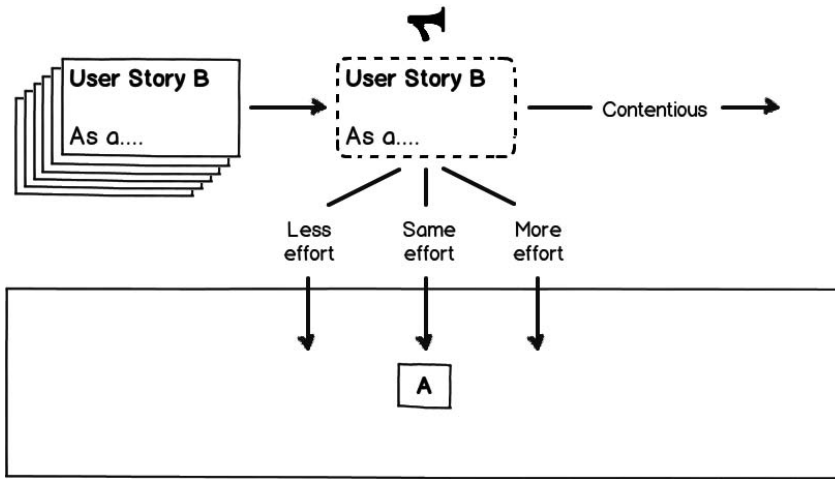 User Story B
As a....
User Story B
As a....
Contentious
Less
effort
Same
effort
More
effort
A